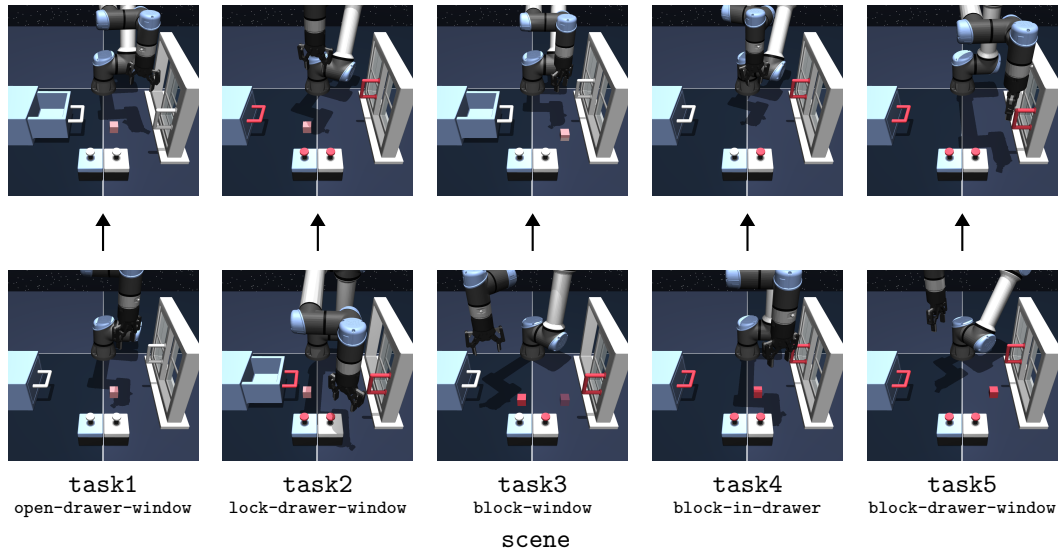 task1 task2 task3 task4 task5
open-drawer-window lock-drawer-window block-window block-in-drawer block-drawer-window
scene